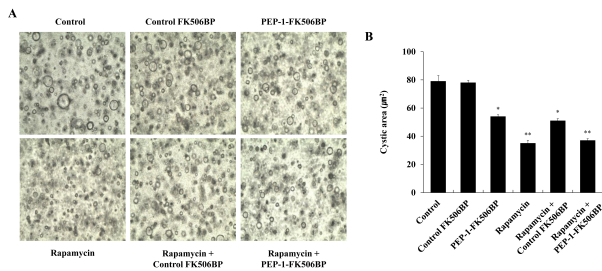 A
Control
Control FK506BP
PEP-1-FK506BP
Rapamycin
Rapamycin +
Control FK506BP
Rapamycin +
PEP-1-FK506BP
B
Cystic area (μm²)
100
80
60
40
20
0
*
**
*
**
Control
Control FK506BP
PEP-1-FK506BP
Rapamycin
Rapamycin +
Control FK506BP
Rapamycin +
PEP-1-FK506BP